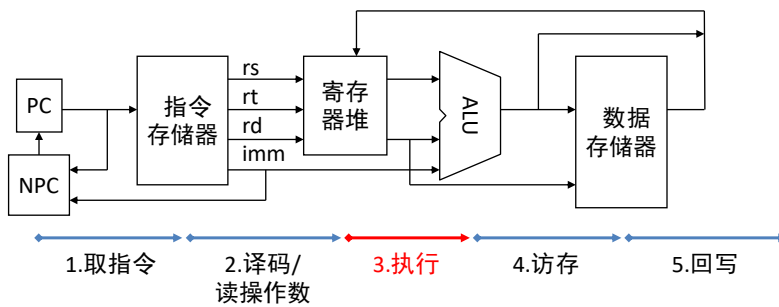 PC
NPC
指令
存储器
rs
rt
rd
imm
寄存
器堆
ALU
数据
存储器
1.取指令
2.译码/
读操作数
3.执行
4.访存
5.回写